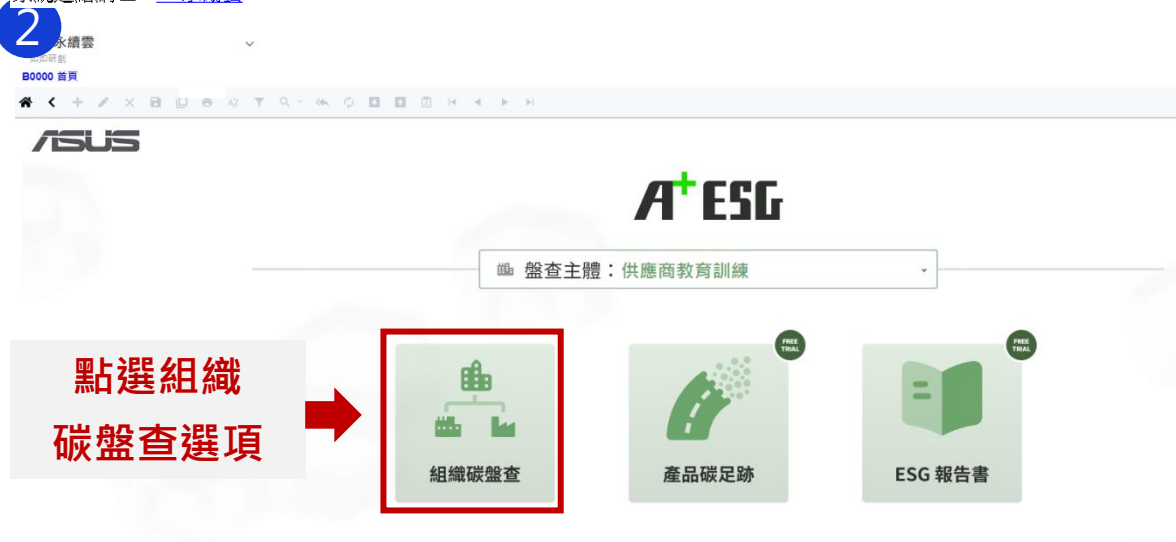 2
永續雲
B0000 首頁
ASUS
A+ESG
盤查主體：供應商教育訓練
點選組織
碳盤查選項
FREE
TRIAL
FREE
TRIAL
組織碳盤查
產品碳足跡
ESG 報告書